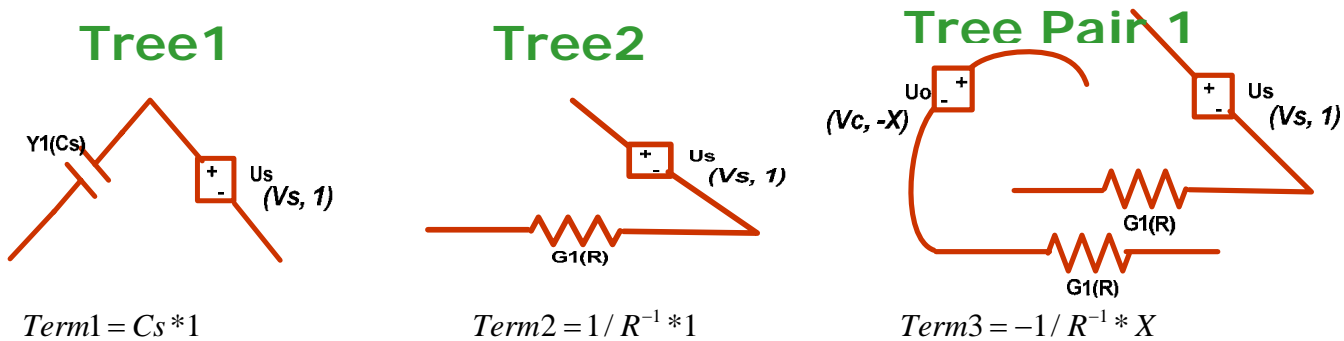 Tree1
Y1(Cs)
+
-
Us
(Vs, 1)
Term1 = Cs * 1
Tree2
+
-
Us
(Vs, 1)
G1(R)
Term2 = 1 / R⁻¹ * 1
Tree Pair 1
Uo
+
-
(Vc, -X)
+
-
Us
(Vs, 1)
G1(R)
G1(R)
Term3 = −1 / R⁻¹ * X